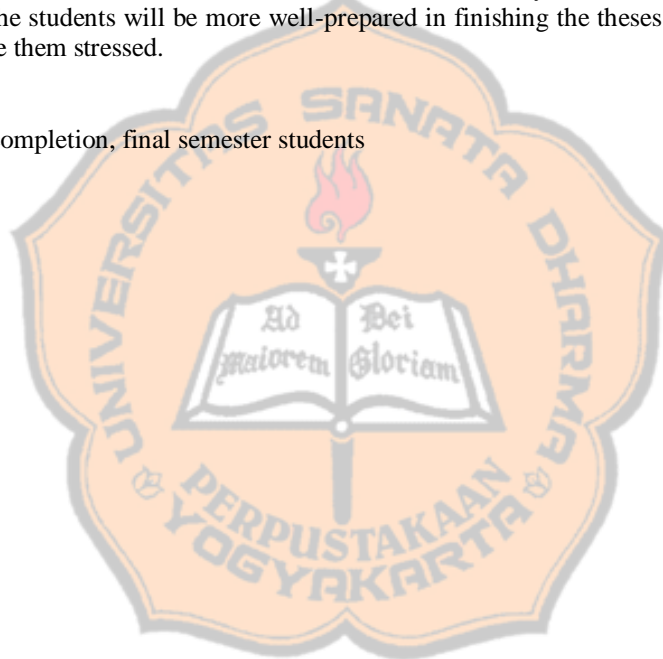 ne students will be more well-prepared in finishing the theses
e them stressed.
ompletion, final semester students
UNIVERSITAS SANATA DHARMA
Ad
Maiorem
Dei
Gloriam
PERPUSTAKAAN
YOGYAKARTA